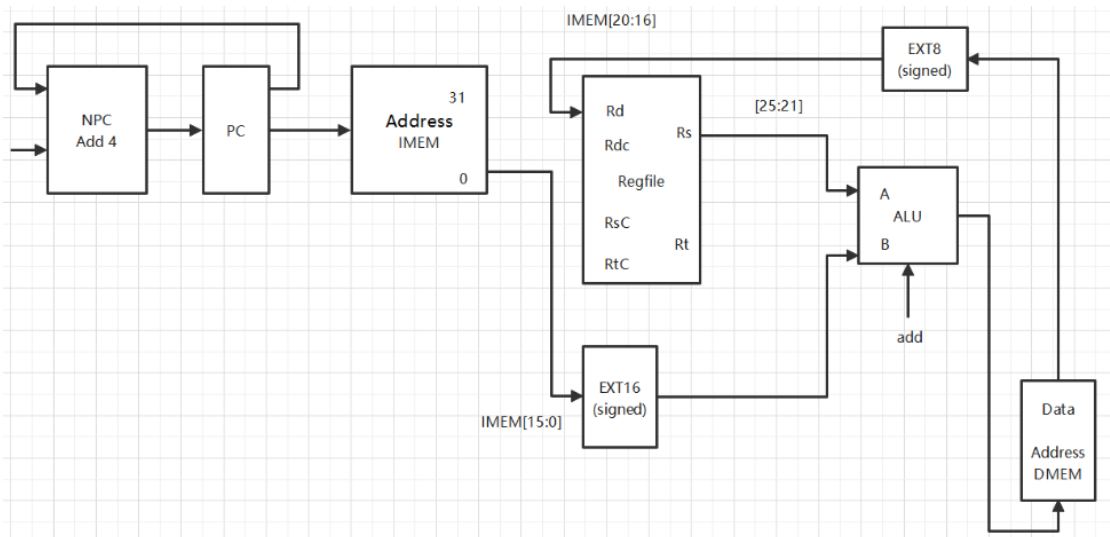 IMEM[20:16]
EXT8
(signed)
NPC
Add 4
PC
31
Address
IMEM
0
Rd
Rdc
Rs
Regfile
RsC
Rt
RtC
[25:21]
A
ALU
B
add
EXT16
(signed)
IMEM[15:0]
Data
Address
DMEM